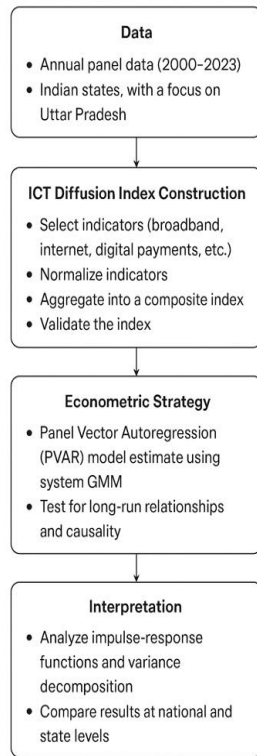 Data
• Annual panel data (2000–2023)
• Indian states, with a focus on
Uttar Pradesh
ICT Diffusion Index Construction
• Select indicators (broadband,
internet, digital payments, etc.)
• Normalize indicators
• Aggregate into a composite index
• Validate the index
Econometric Strategy
• Panel Vector Autoregression
(PVAR) model estimate using
system GMM
• Test for long-run relationships
and causality
Interpretation
• Analyze impulse-response
functions and variance
decomposition
• Compare results at national and
state levels